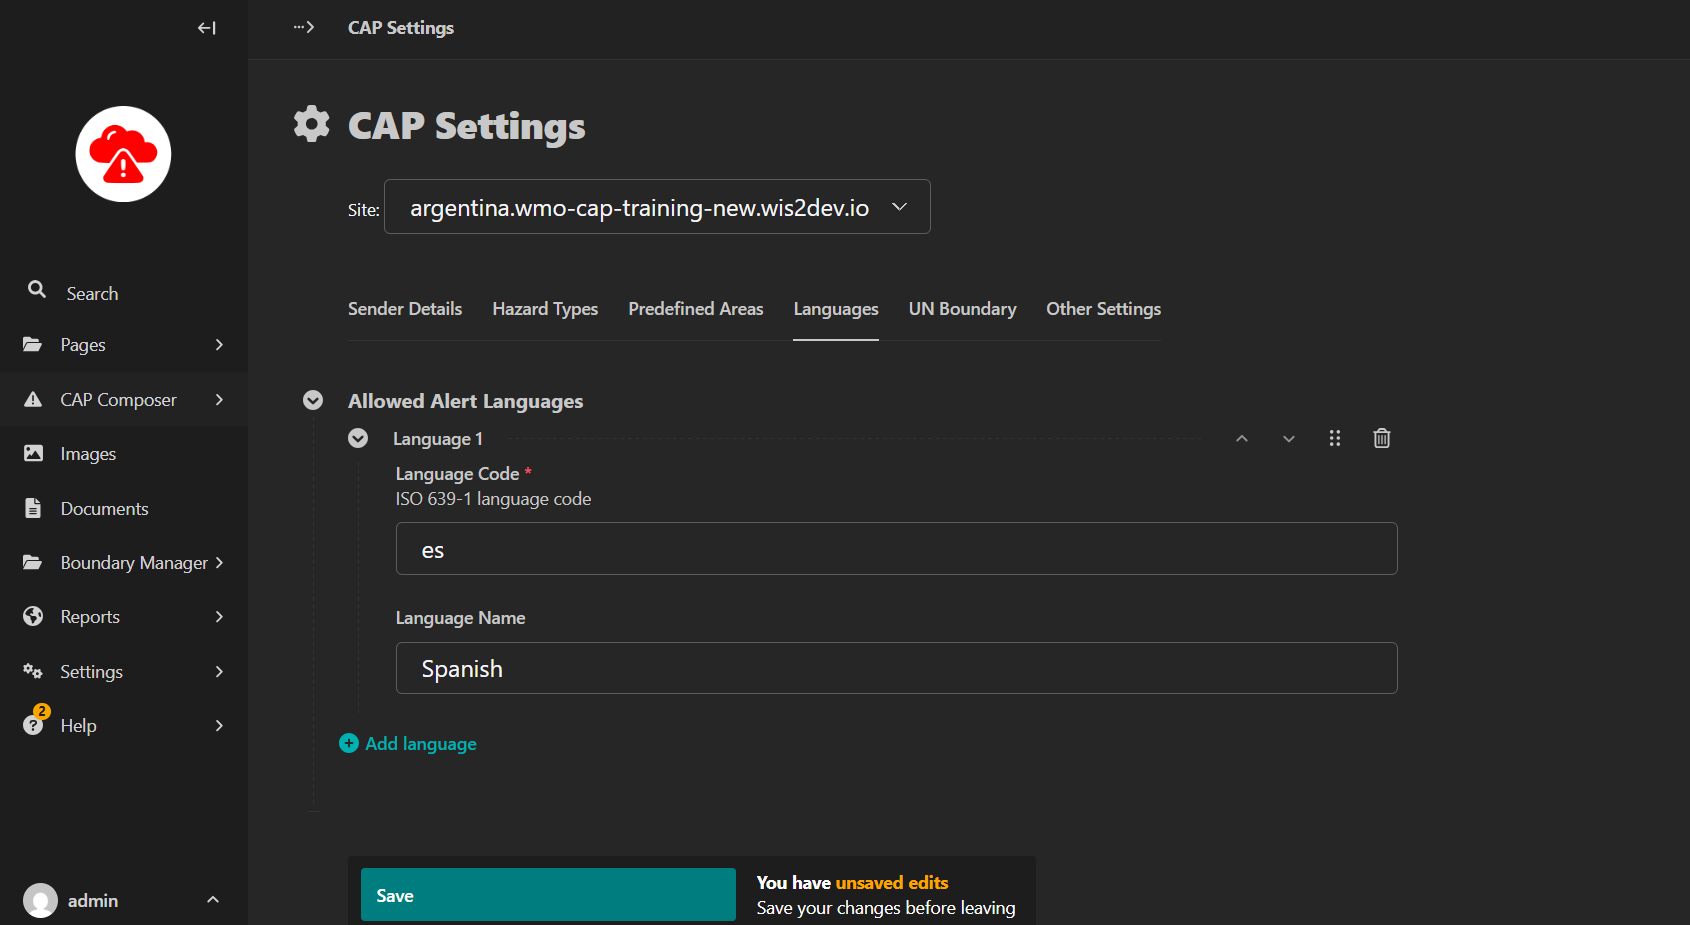 CAP Settings
CAP Settings
Site: argentina.wmo-cap-training-new.wis2dev.io
Search
Pages
CAP Composer
Images
Documents
Boundary Manager
Reports
Settings
2
Help
admin
Sender Details Hazard Types Predefined Areas Languages UN Boundary Other Settings
Allowed Alert Languages
Language 1
Language Code *
ISO 639-1 language code
es
Language Name
Spanish
Add language
Save
You have unsaved edits
Save your changes before leaving